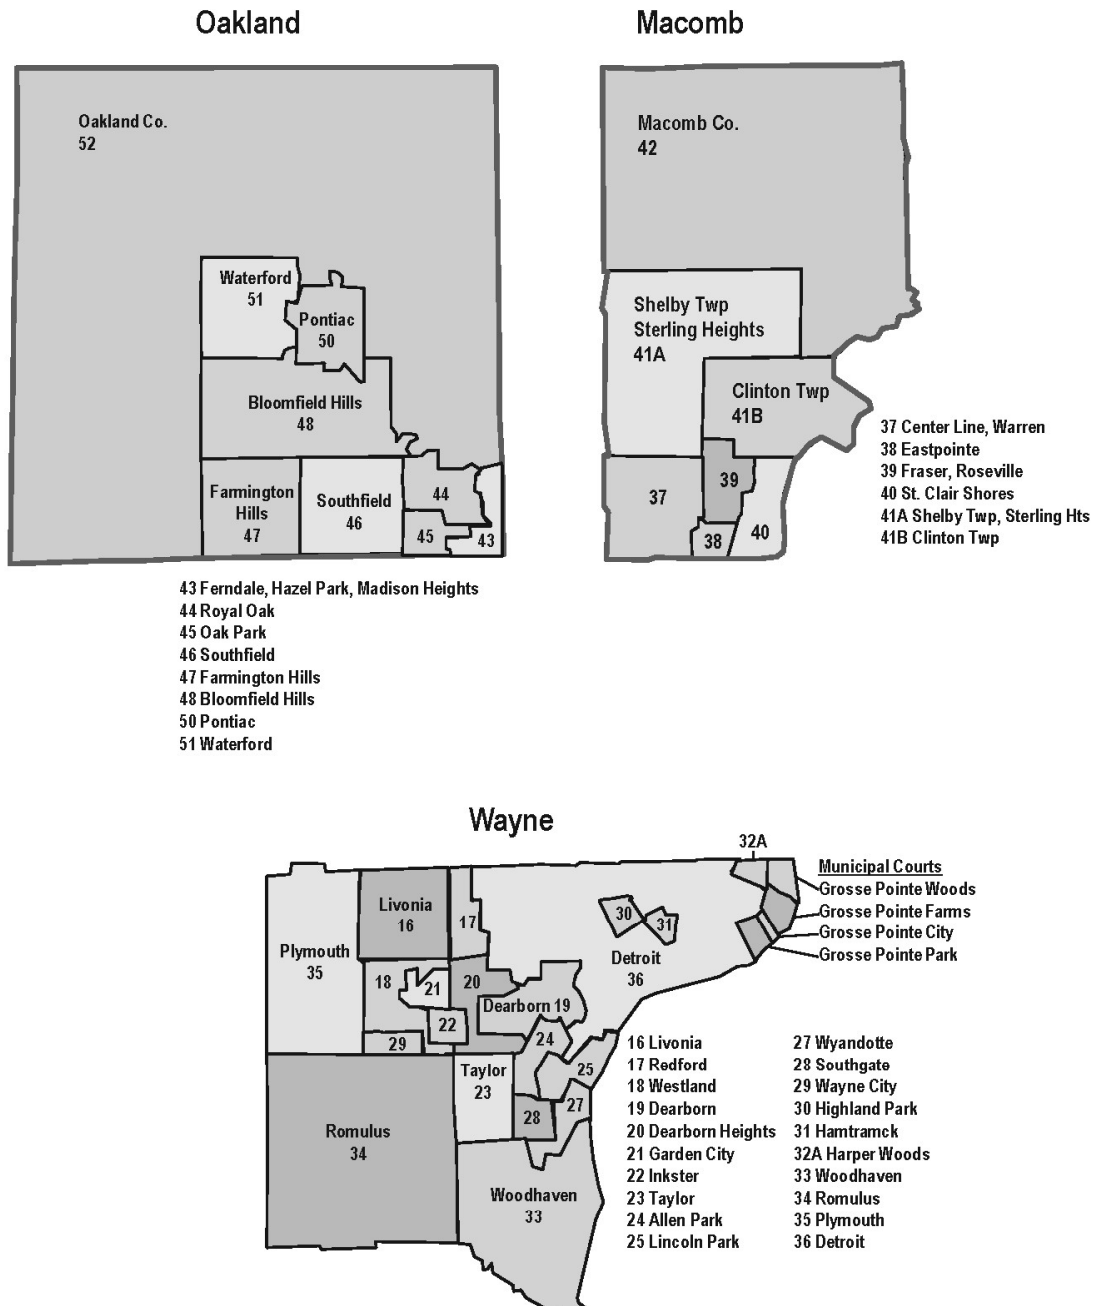 Oakland
Macomb
Oakland Co.
52
Waterford
51
Pontiac
50
Bloomfield Hills
48
Farmington
Hills
47
Southfield
46
44
45
43
43 Ferndale, Hazel Park, Madison Heights
44 Royal Oak
45 Oak Park
46 Southfield
47 Farmington Hills
48 Bloomfield Hills
50 Pontiac
51 Waterford
Macomb Co.
42
Shelby Twp
Sterling Heights
41A
Clinton Twp
41B
37
39
38
40
37 Center Line, Warren
38 Eastpointe
39 Fraser, Roseville
40 St. Clair Shores
41A Shelby Twp, Sterling Hts
41B Clinton Twp
Wayne
32A
Municipal Courts
Grosse Pointe Woods
Grosse Pointe Farms
Grosse Pointe City
Grosse Pointe Park
Livonia
16
17
30
31
Plymouth
35
Detroit
36
18
21
20
Dearborn 19
22
29
24
Taylor
23
25
28
27
Romulus
34
Woodhaven
33
16 Livonia
17 Redford
18 Westland
19 Dearborn
20 Dearborn Heights
21 Garden City
22 Inkster
23 Taylor
24 Allen Park
25 Lincoln Park
27 Wyandotte
28 Southgate
29 Wayne City
30 Highland Park
31 Hamtramck
32A Harper Woods
33 Woodhaven
34 Romulus
35 Plymouth
36 Detroit